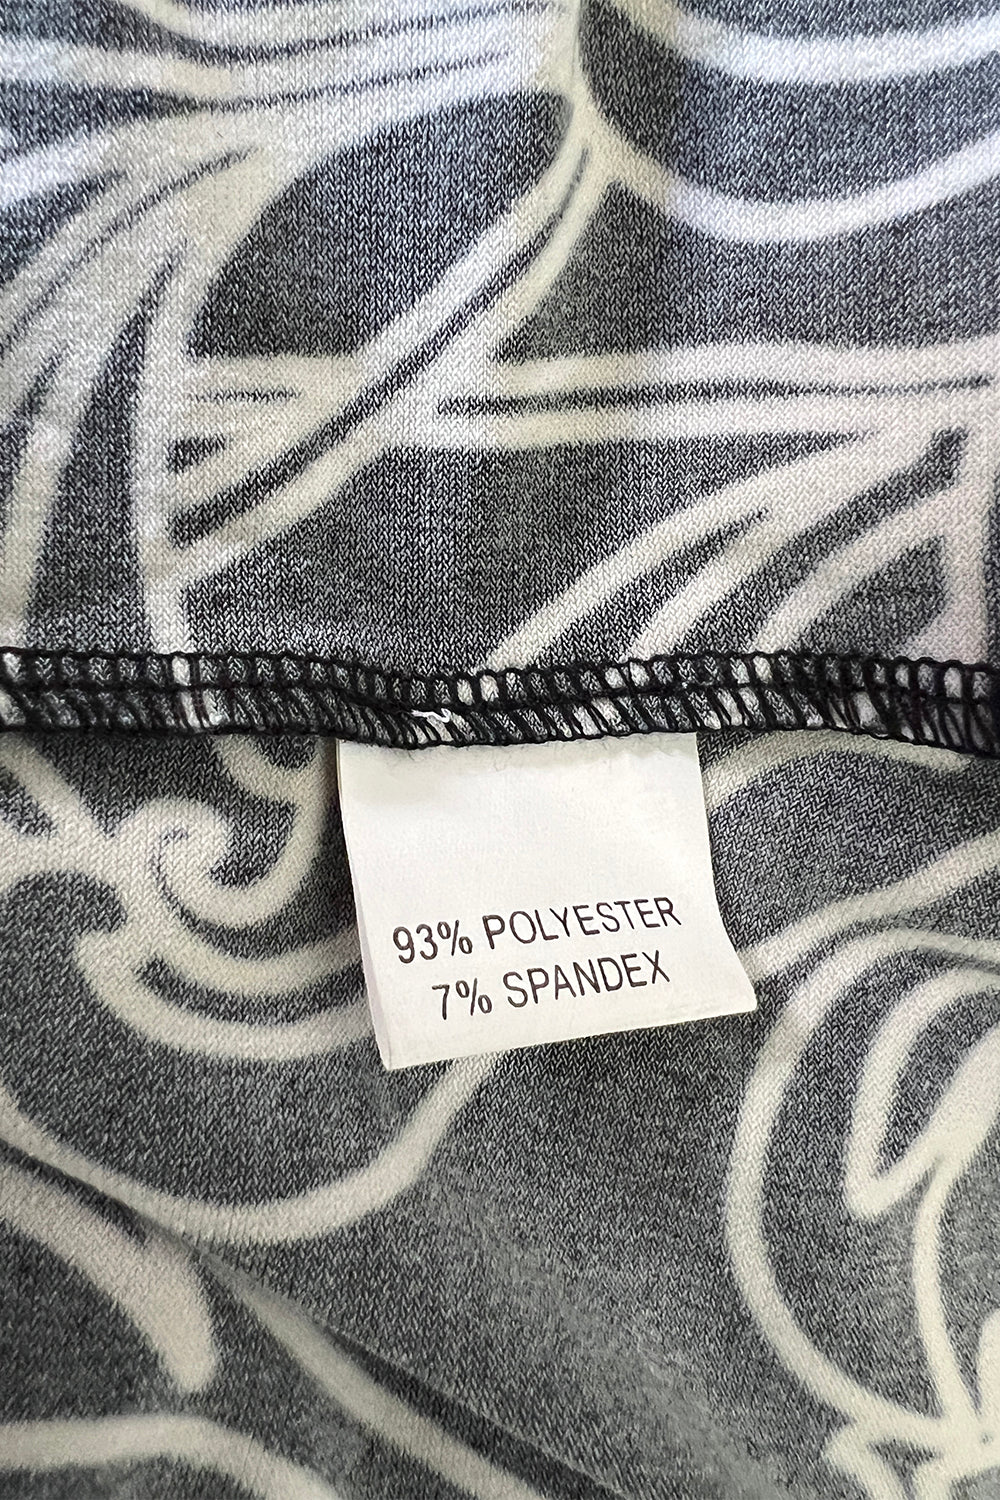 93% POLYESTER
7% SPANDEX